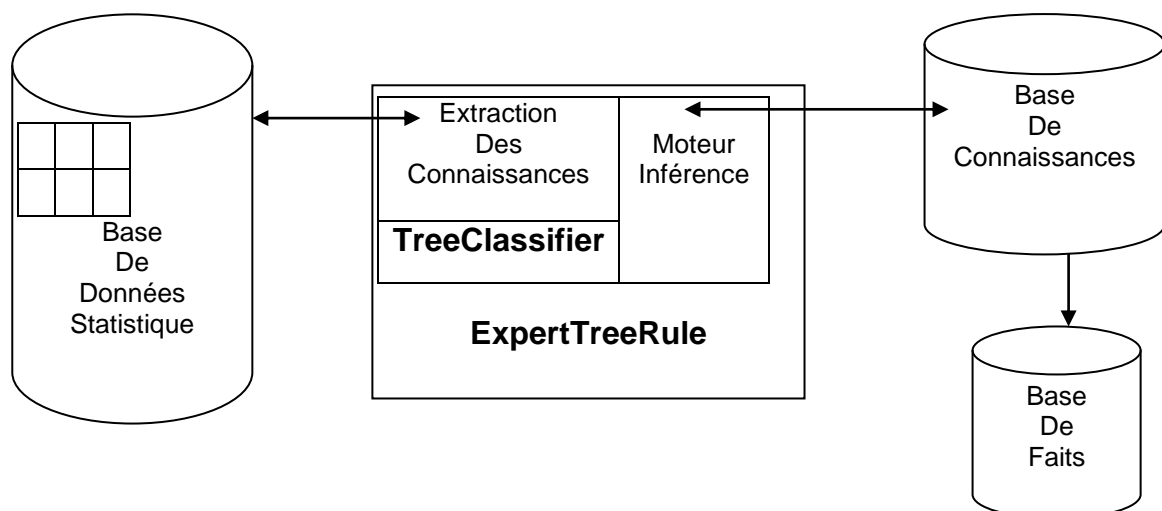 Base
De
Données
Statistique
Extraction
Des
Connaissances
TreeClassifier
Moteur
Inférence
ExpertTreeRule
Base
De
Connaissances
Base
De
Faits